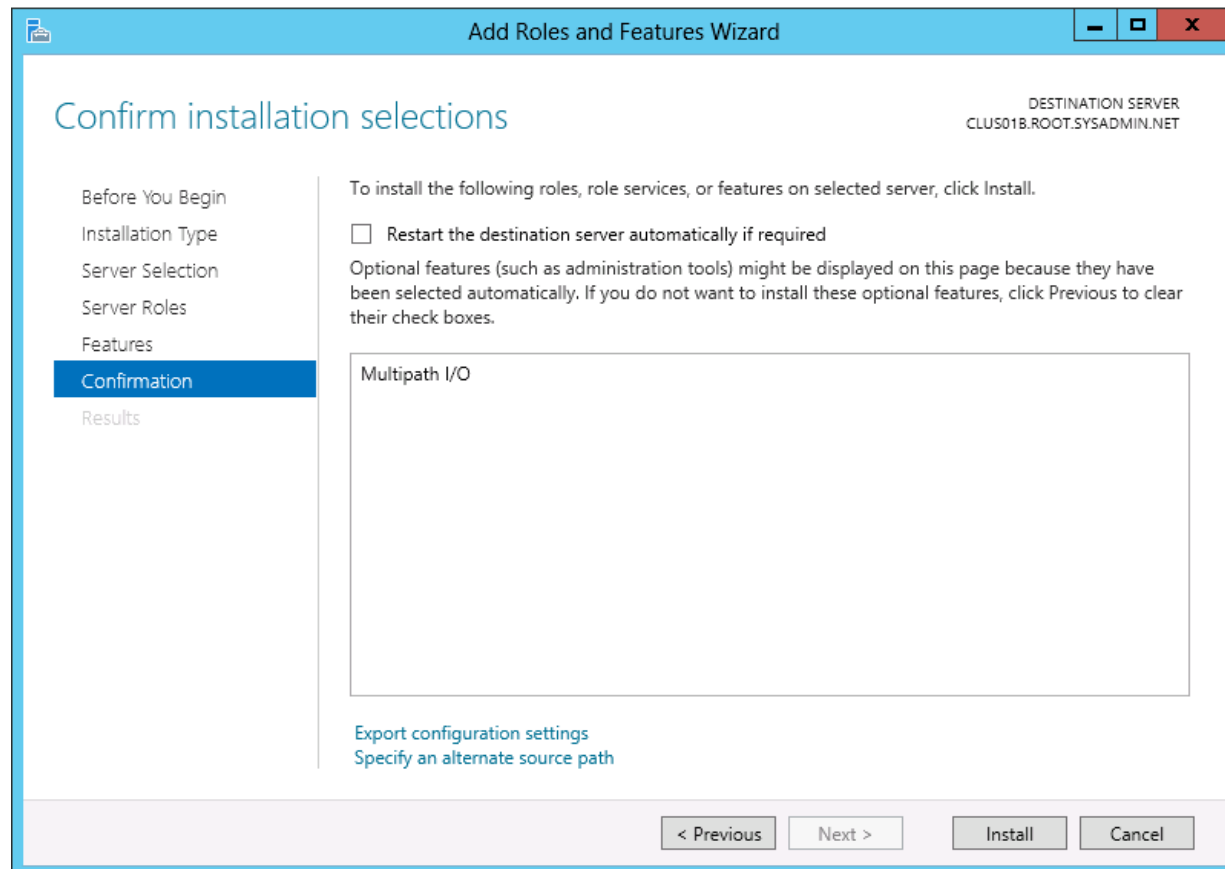 Add Roles and Features Wizard
Confirm installation selections
DESTINATION SERVER
CLUS01B.ROOT.SYSADMIN.NET
Before You Begin
Installation Type
Server Selection
Server Roles
Features
Confirmation
Results
To install the following roles, role services, or features on selected server, click Install.
Restart the destination server automatically if required
Optional features (such as administration tools) might be displayed on this page because they have
been selected automatically. If you do not want to install these optional features, click Previous to clear
their check boxes.
Multipath I/O
Export configuration settings
Specify an alternate source path
< Previous
Next >
Install
Cancel